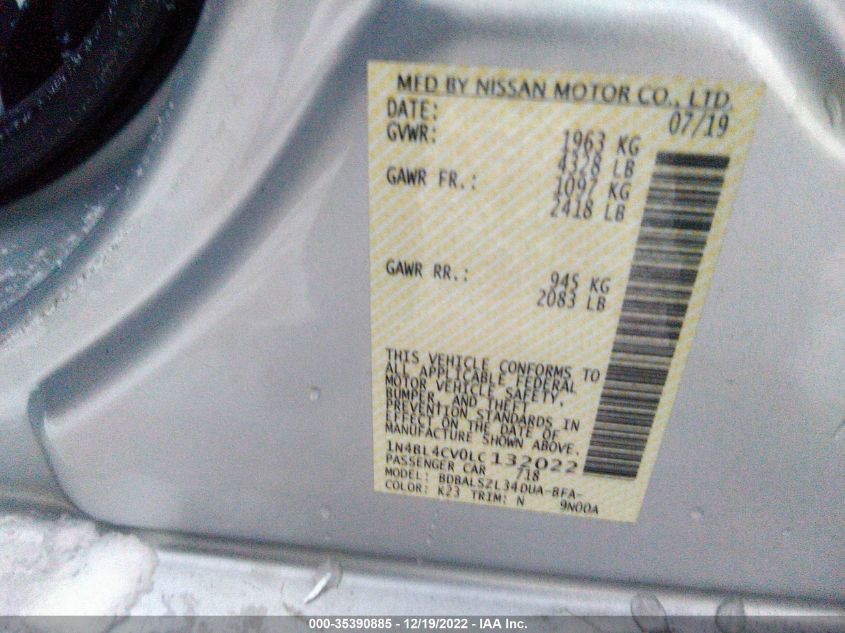 MFD BY NISSAN MOTOR CO., LTD.
DATE: 07/19
GVWR: 1963 KG
4328 LB
GAWR FR.: 1097 KG
2418 LB
GAWR RR.: 945 KG
2083 LB
THIS VEHICLE CONFORMS TO
ALL APPLICABLE FEDERAL
MOTOR VEHICLE SAFETY,
BUMPER, AND THEFT
PREVENTION STANDARDS IN
EFFECT ON THE DATE OF
MANUFACTURE SHOWN ABOVE.
1N4BL4CV0LC132022
PASSENGER CAR 718
MODEL: BDBALSZL34DUA-BFA-
COLOR: K23 TRIM: N 9N00A
000-35390885 - 12/19/2022 - IAA Inc.